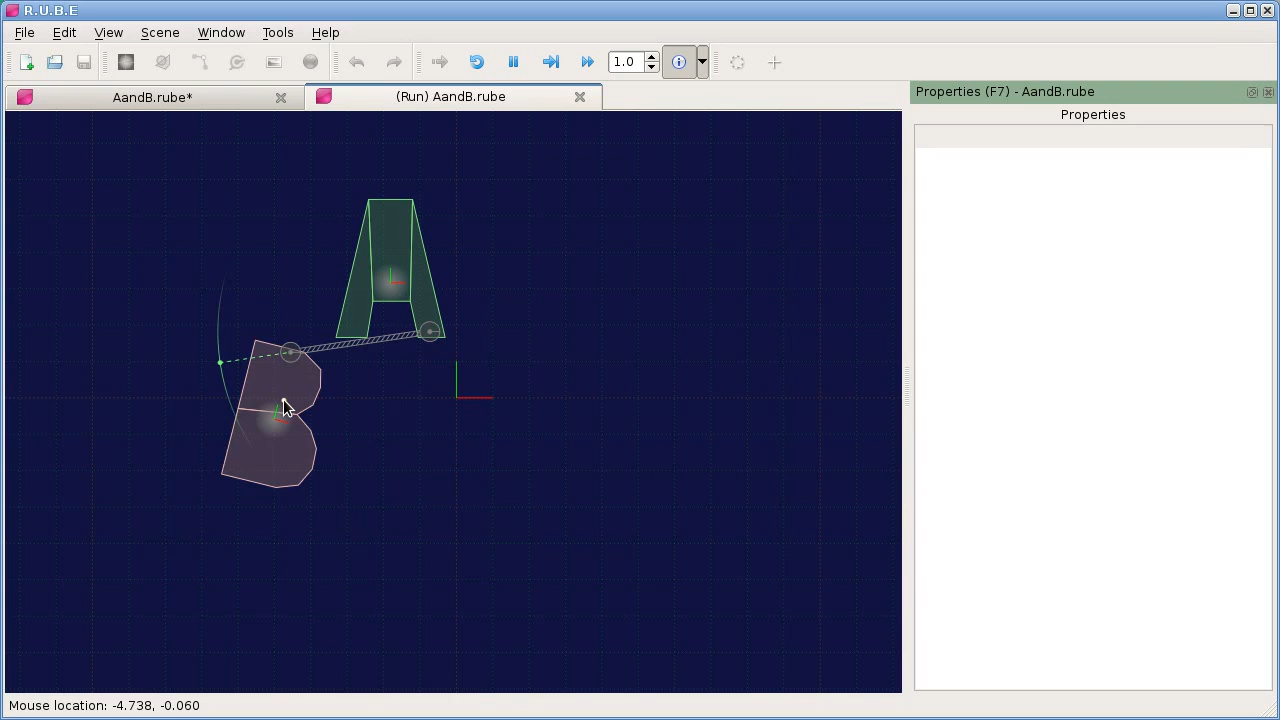 R.U.B.E
File Edit View Scene Window Tools Help
1.0
AandB.rube*
(Run) AandB.rube
Properties (F7) - AandB.rube
Properties
A
B
Mouse location: -4.738, -0.060